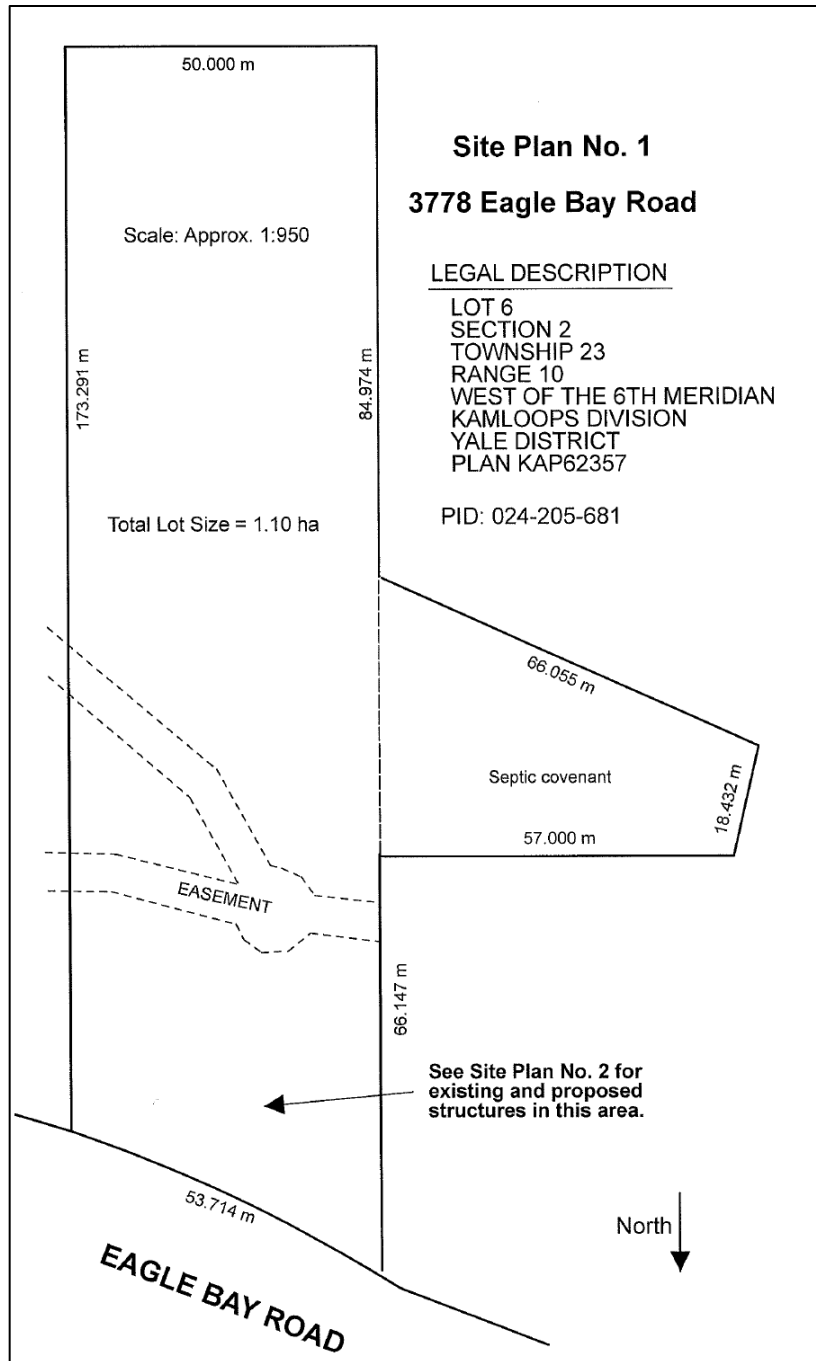 50.000 m
Site Plan No. 1
3778 Eagle Bay Road
Scale: Approx. 1:950
LEGAL DESCRIPTION
LOT 6
SECTION 2
TOWNSHIP 23
RANGE 10
WEST OF THE 6TH MERIDIAN
KAMLOOPS DIVISION
YALE DISTRICT
PLAN KAP62357
173.291 m
84.974 m
Total Lot Size = 1.10 ha
PID: 024-205-681
66.055 m
Septic covenant
18.432 m
57.000 m
EASEMENT
66.147 m
See Site Plan No. 2 for
existing and proposed
structures in this area.
53.714 m
North
EAGLE BAY ROAD